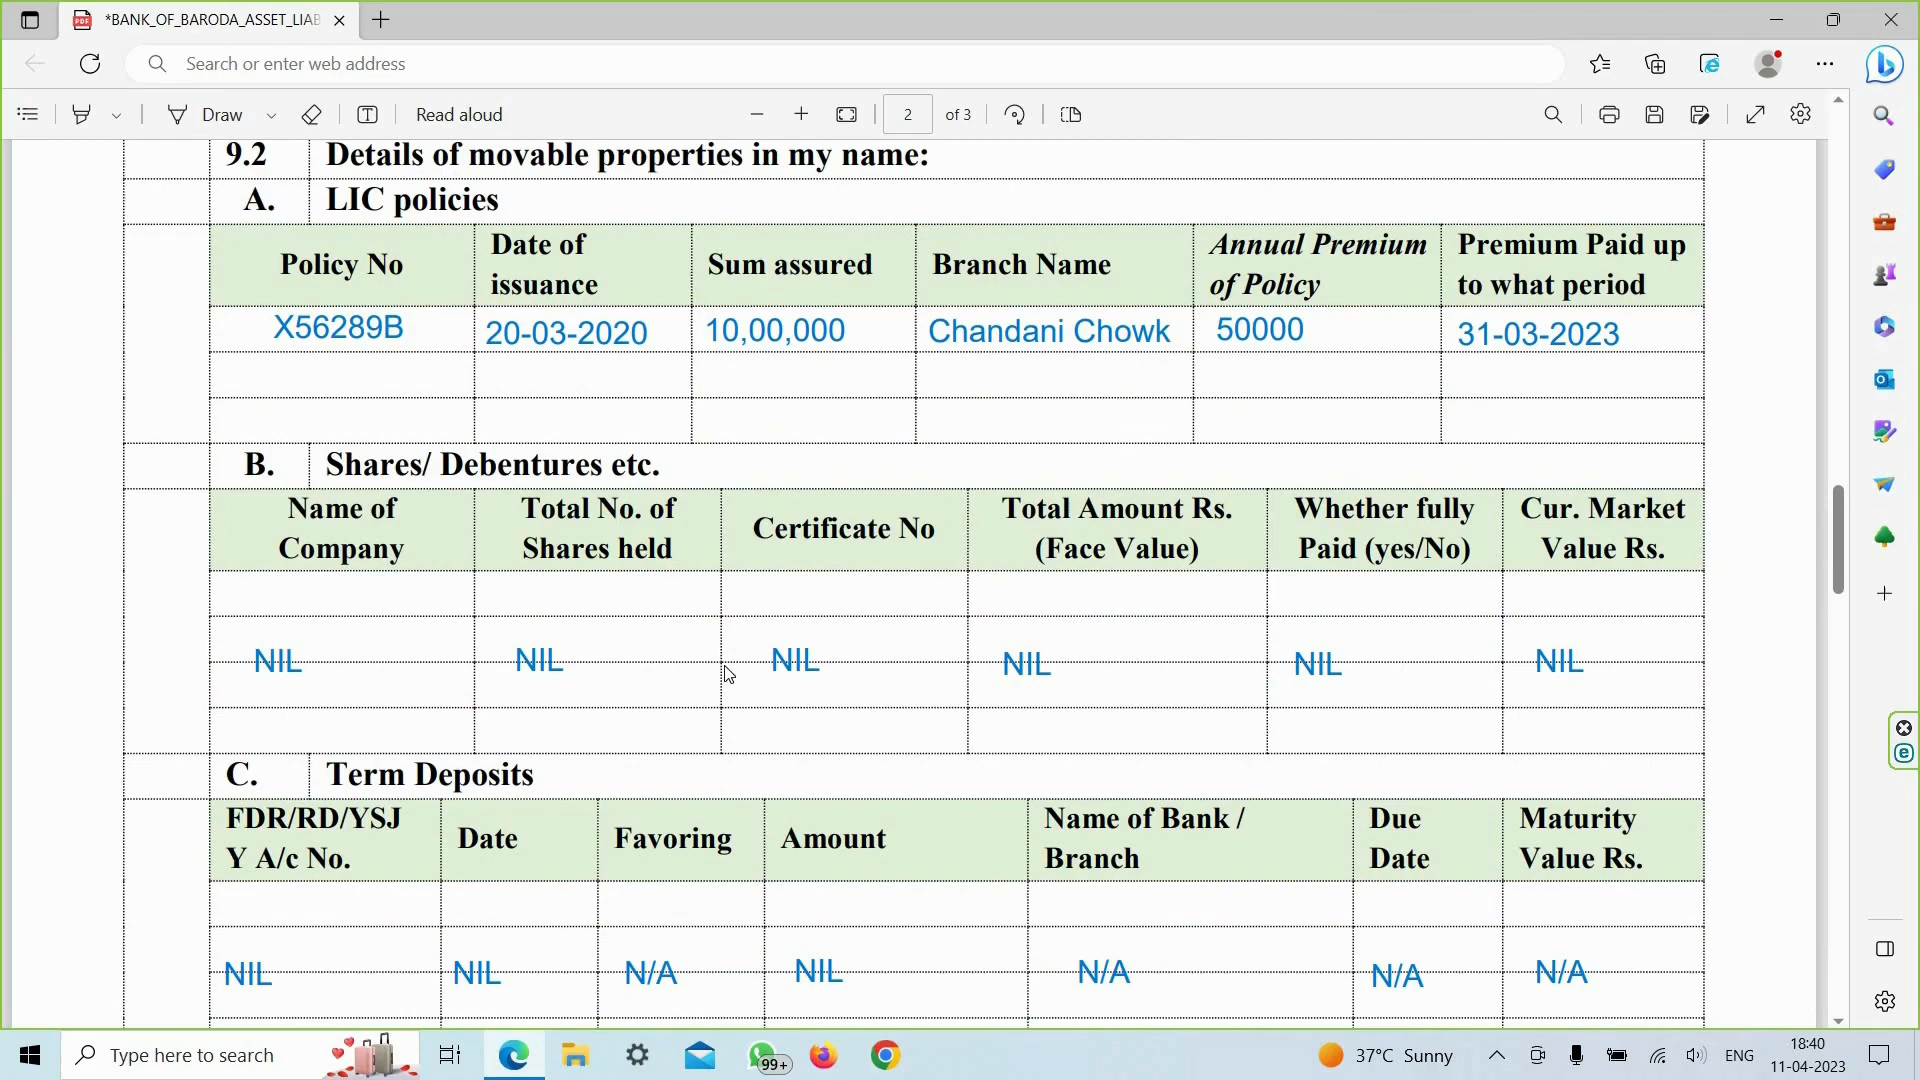 *BANK_OF_BARODA_ASSET_LIAB
Search or enter web address
Draw
Read aloud
2 of 3
9.2 Details of movable properties in my name:
A. LIC policies
Policy No Date of issuance Sum assured Branch Name Annual Premium of Policy Premium Paid up to what period
X56289B 20-03-2020 10,00,000 Chandani Chowk 50000 31-03-2023
B. Shares/ Debentures etc.
Name of Company Total No. of Shares held Certificate No Total Amount Rs. (Face Value) Whether fully Paid (yes/No) Cur. Market Value Rs.
NIL NIL NIL NIL NIL NIL
C. Term Deposits
FDR/RD/YSJ Y A/c No. Date Favoring Amount Name of Bank / Branch Due Date Maturity Value Rs.
NIL NIL N/A NIL N/A N/A N/A
Type here to search
99+
37°C Sunny
ENG
18:40
11-04-2023